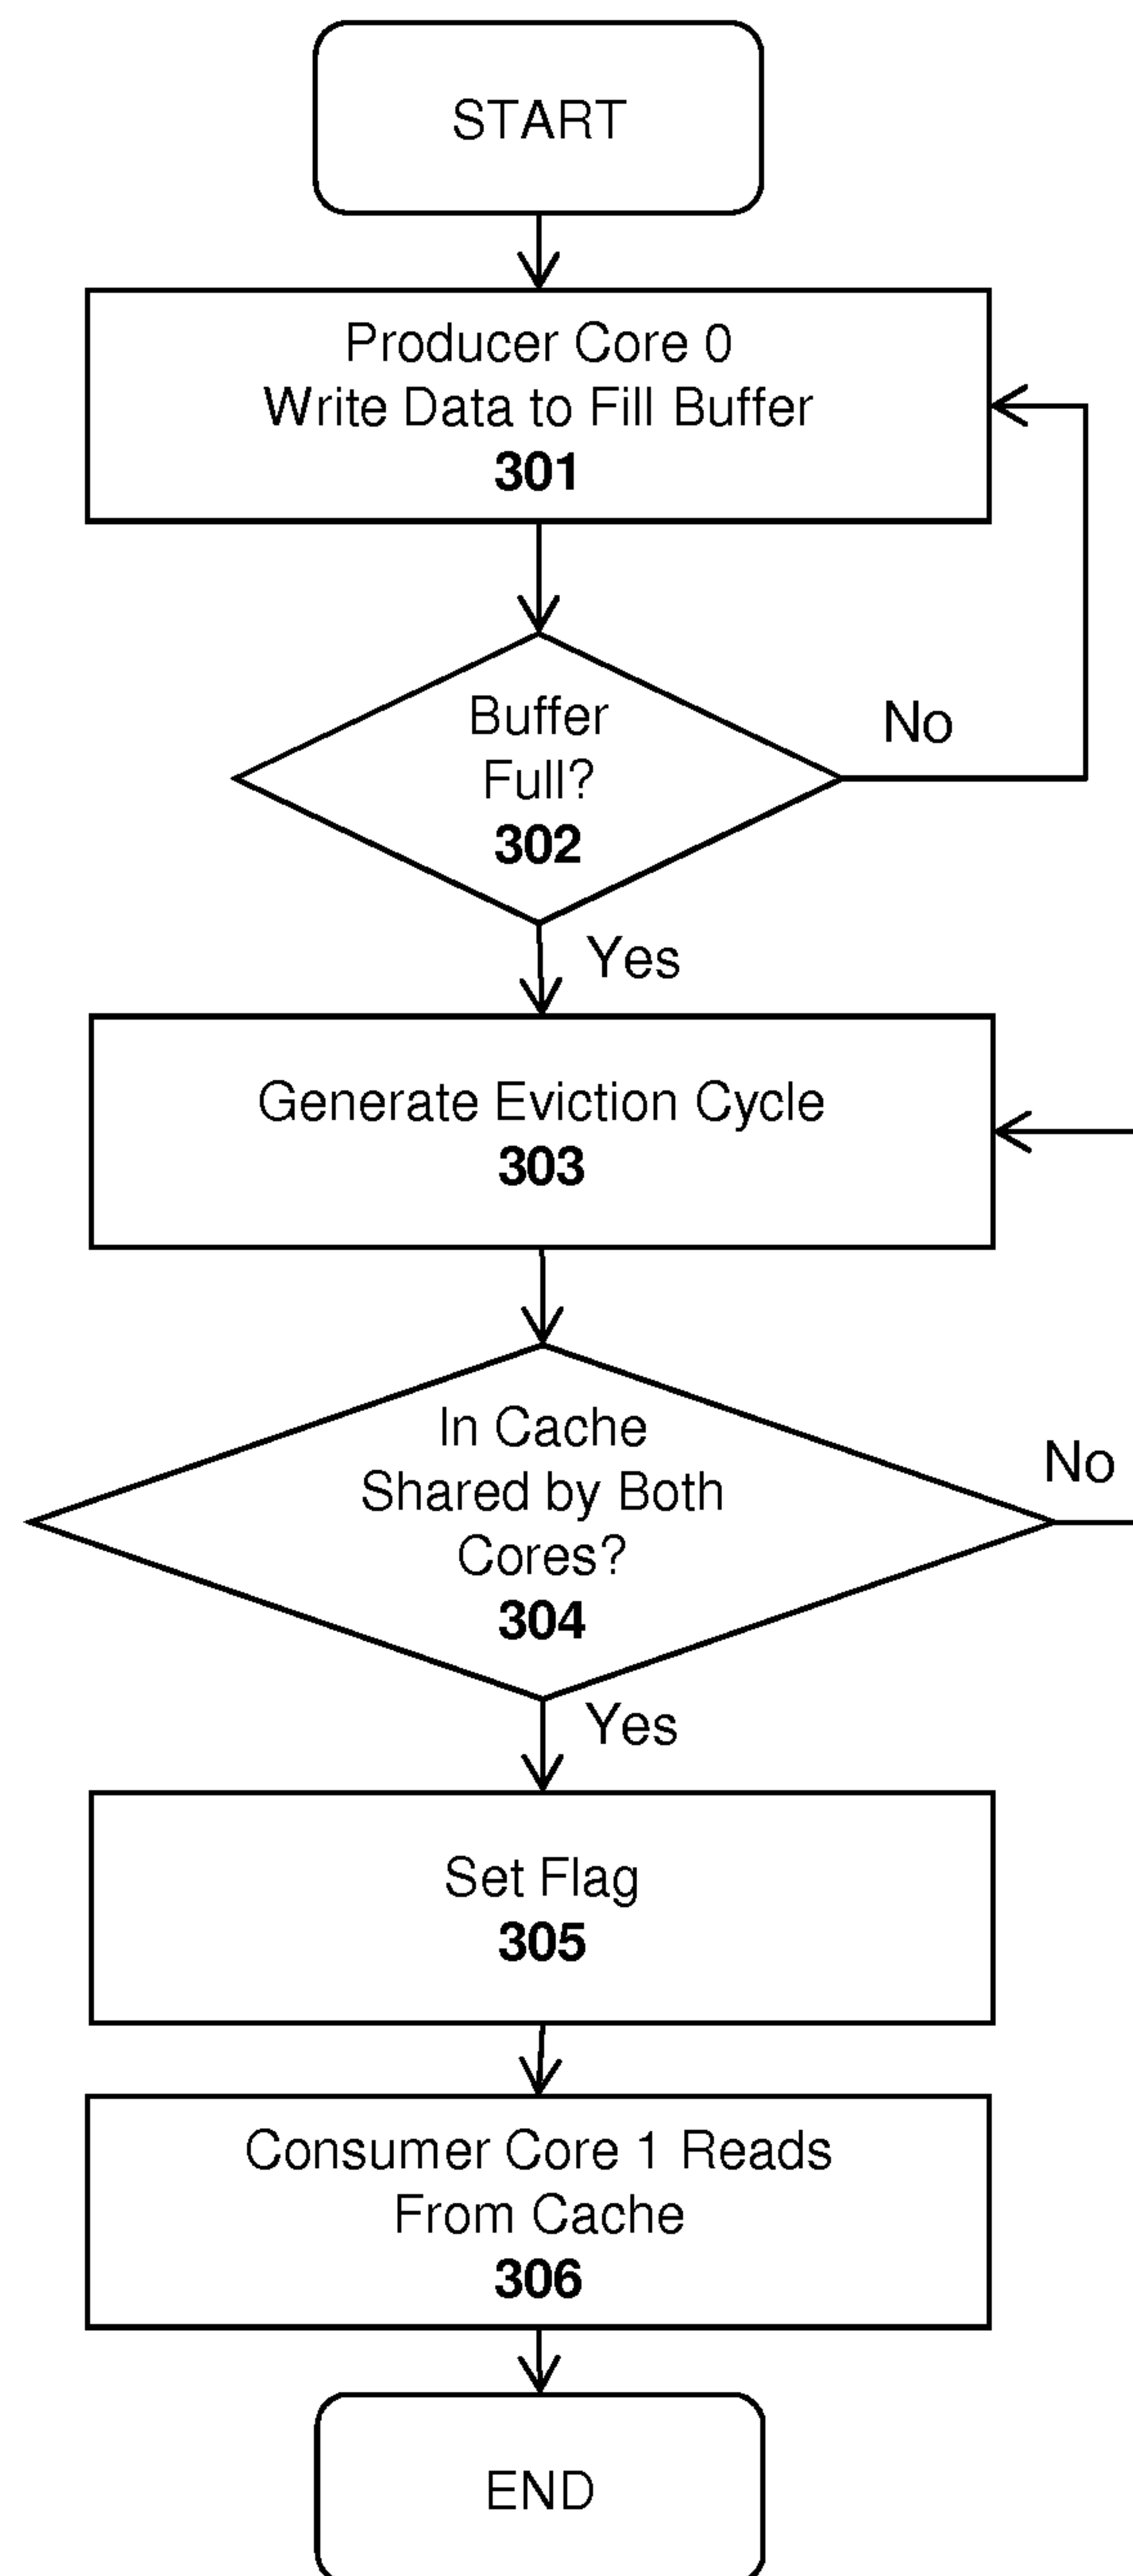 START
Producer Core 0
Write Data to Fill Buffer
301
Buffer
Full?
302
No
Yes
Generate Eviction Cycle
303
In Cache
Shared by Both
Cores?
304
No
Yes
Set Flag
305
Consumer Core 1 Reads
From Cache
306
END